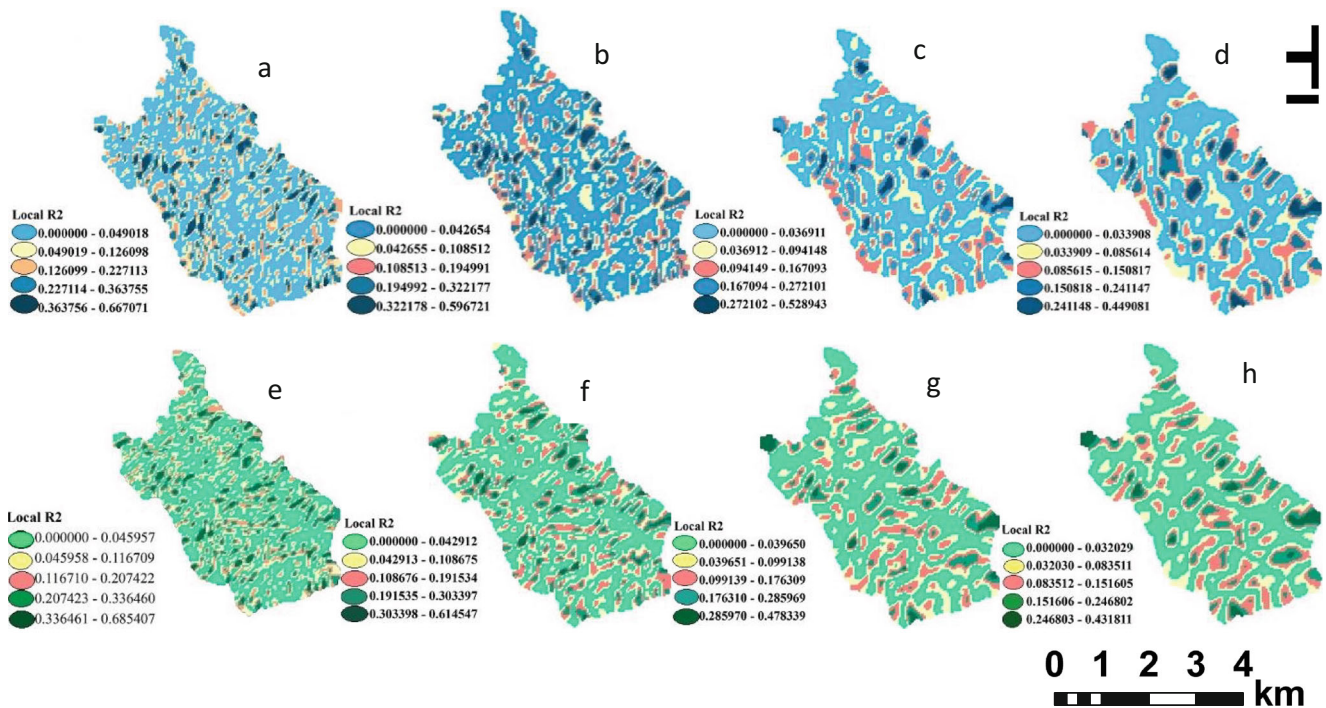 a
b
c
d
Local R2
0.000000 - 0.049018
0.049019 - 0.126098
0.126099 - 0.227113
0.227114 - 0.363755
0.363756 - 0.667071
Local R2
0.000000 - 0.042654
0.042655 - 0.108512
0.108513 - 0.194991
0.194992 - 0.322177
0.322178 - 0.596721
Local R2
0.000000 - 0.036911
0.036912 - 0.094148
0.094149 - 0.167093
0.167094 - 0.272101
0.272102 - 0.528943
Local R2
0.000000 - 0.033908
0.033909 - 0.085614
0.085615 - 0.150817
0.150818 - 0.241147
0.241148 - 0.449081
e
f
g
h
Local R2
0.000000 - 0.045957
0.045958 - 0.116709
0.116710 - 0.207422
0.207423 - 0.336460
0.336461 - 0.685407
Local R2
0.000000 - 0.042912
0.042913 - 0.108675
0.108676 - 0.191534
0.191535 - 0.303397
0.303398 - 0.614547
Local R2
0.000000 - 0.039650
0.039651 - 0.099138
0.099139 - 0.176309
0.176310 - 0.285969
0.285970 - 0.478339
Local R2
0.000000 - 0.032029
0.032030 - 0.083511
0.083512 - 0.151605
0.151606 - 0.246802
0.246803 - 0.431811
0 1 2 3 4
km